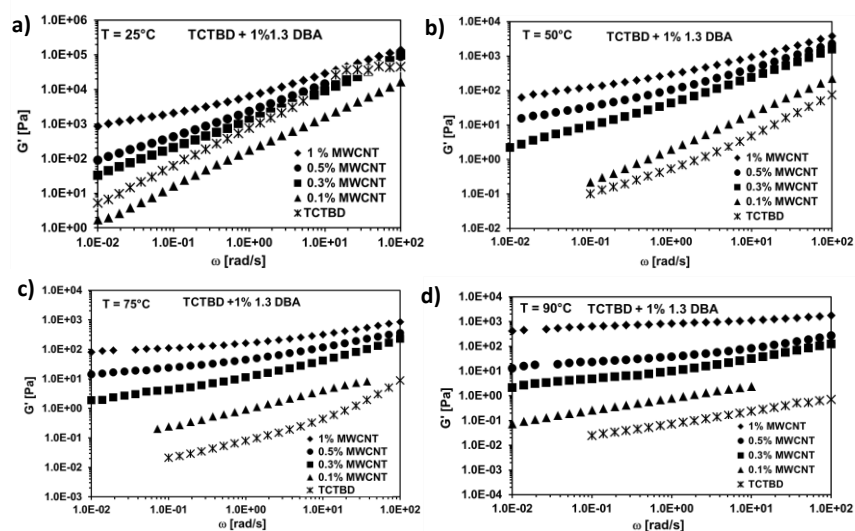 a)
T = 25°C TCTBD + 1%1.3 DBA
1.0E+06
1.0E+05
1.0E+04
1.0E+03
1.0E+02
1.0E+01
1.0E+00
G' [Pa]
1 % MWCNT
0.5% MWCNT
0.3% MWCNT
0.1% MWCNT
TCTBD
1.0E-02 1.0E-01 1.0E+00 1.0E+01 1.0E+02
ω [rad/s]
b)
T = 50°C TCTBD + 1% 1.3 DBA
1.0E+04
1.0E+03
1.0E+02
1.0E+01
1.0E+00
1.0E-01
1.0E-02
G' [Pa]
1 % MWCNT
0.5% MWCNT
0.3% MWCNT
0.1% MWCNT
TCTBD
1.0E-02 1.0E-01 1.0E+00 1.0E+01 1.0E+02
ω [rad/s]
c)
T = 75°C TCTBD +1% 1.3 DBA
1.0E+04
1.0E+03
1.0E+02
1.0E+01
1.0E+00
1.0E-01
1.0E-02
1.0E-03
G' [Pa]
1% MWCNT
0.5% MWCNT
0.3% MWCNT
0.1% MWCNT
TCTBD
1.0E-02 1.0E-01 1.0E+00 1.0E+01 1.0E+02
ω [rad/s]
d)
T = 90°C TCTBD + 1% 1.3 DBA
1.0E+04
1.0E+03
1.0E+02
1.0E+01
1.0E+00
1.0E-01
1.0E-02
1.0E-03
1.0E-04
G' [Pa]
1% MWCNT
0.5% MWCNT
0.3% MWCNT
0.1% MWCNT
TCTBD
1.0E-02 1.0E-01 1.0E+00 1.0E+01 1.0E+02
ω [rad/s]